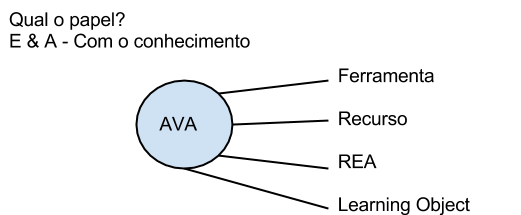 Qual o papel?
E & A - Com o conhecimento
Ferramenta
AVA
Recurso
REA
Learning Object